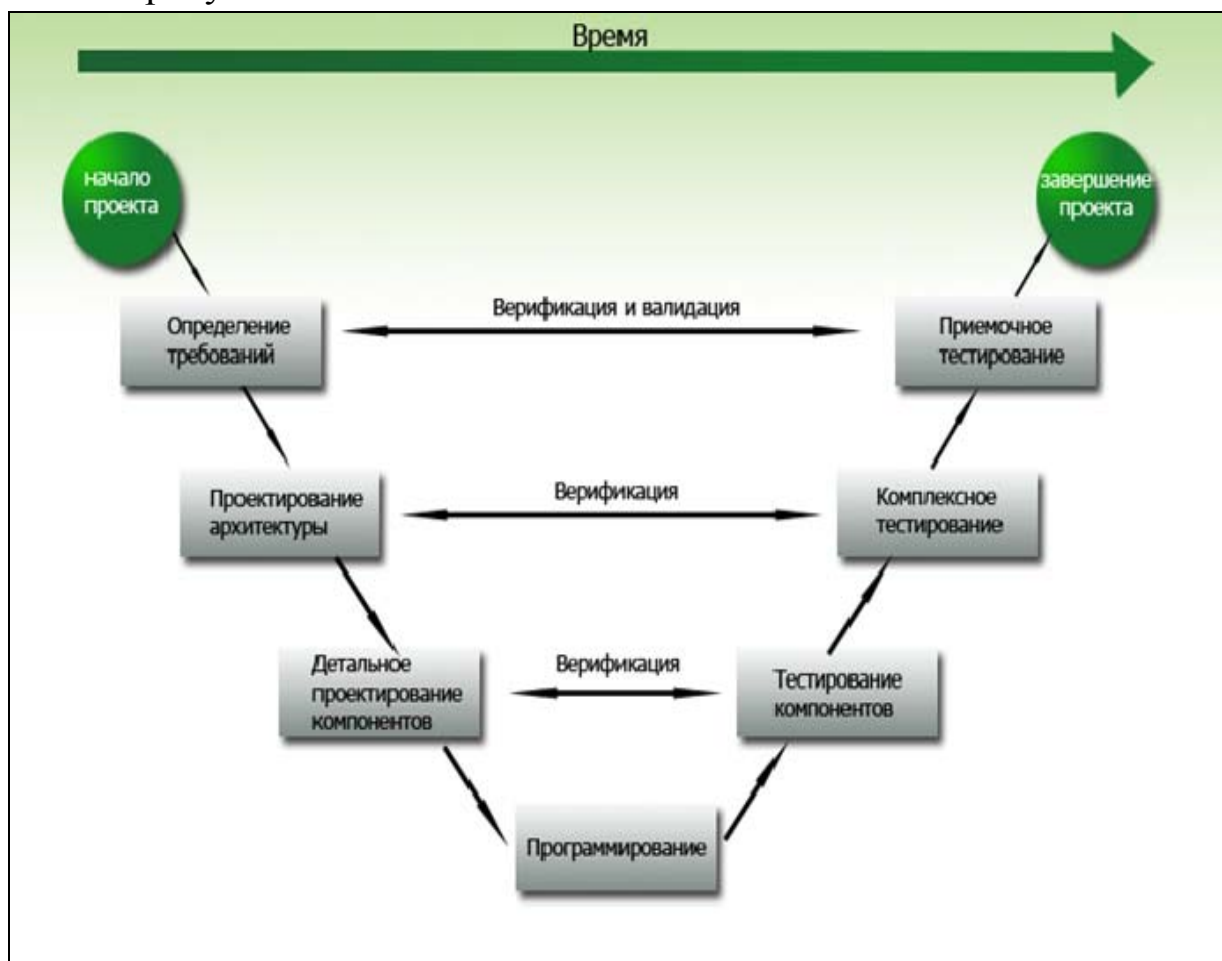 Время
начало
проекта
завершение
проекта
Определение
требований
Верификация и валидация
Приемочное
тестирование
Проектирование
архитектуры
Верификация
Комплексное
тестирование
Детальное
проектирование
компонентов
Верификация
Тестирование
компонентов
Программирование